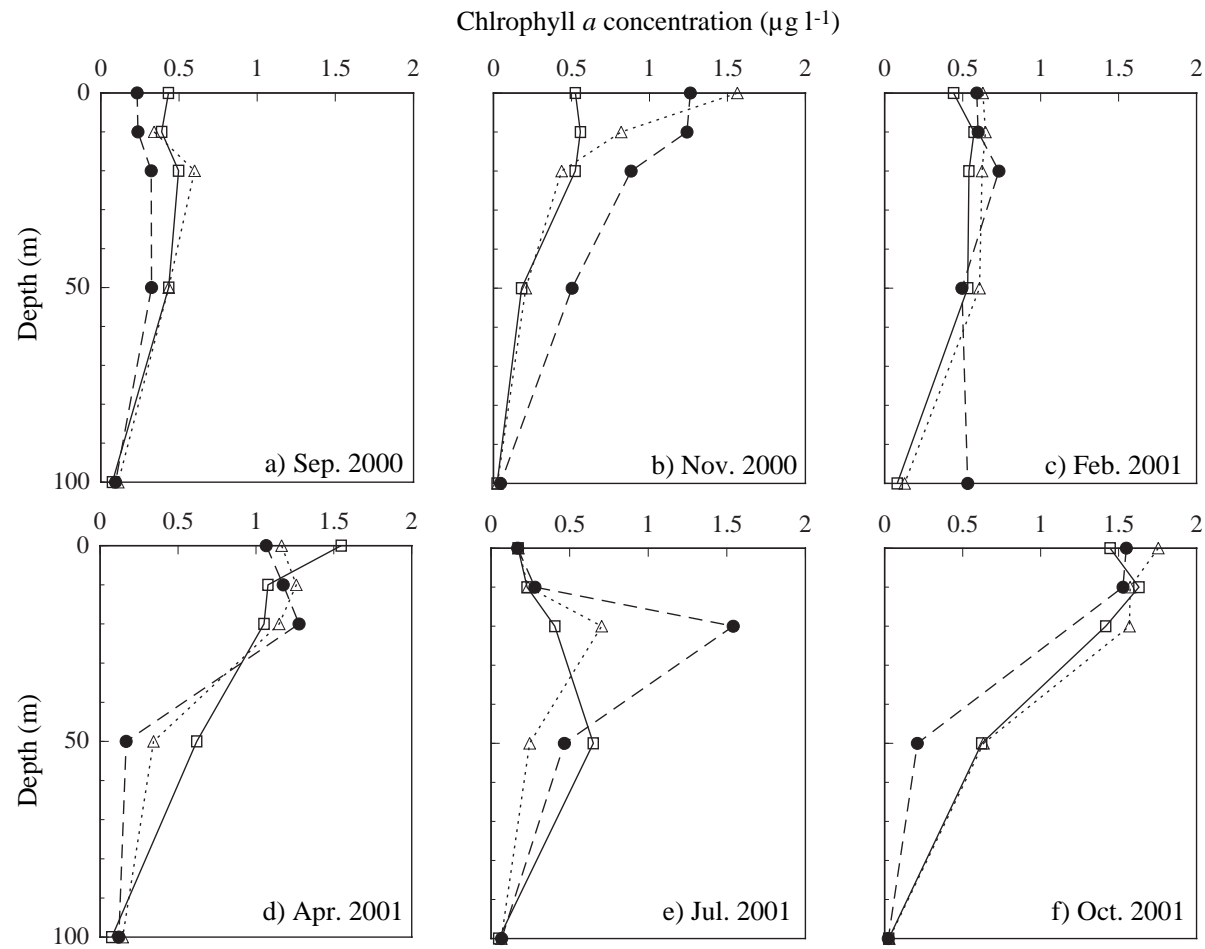 Chlrophyll a concentration (µg l-1)
0 0.5 1 1.5 2
0 0.5 1 1.5 2
0 0.5 1 1.5 2
0
50
100
Depth (m)
a) Sep. 2000
b) Nov. 2000
c) Feb. 2001
0 0.5 1 1.5 2
0 0.5 1 1.5 2
0 0.5 1 1.5 2
0
50
100
Depth (m)
d) Apr. 2001
e) Jul. 2001
f) Oct. 2001